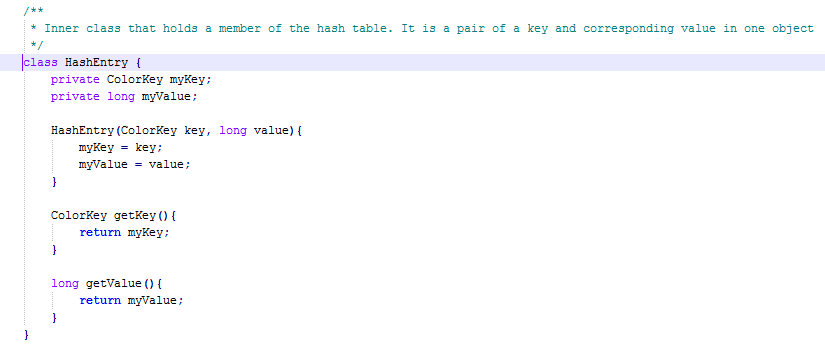 /**
 * Inner class that holds a member of the hash table. It is a pair of a key and corresponding value in one object
 */
class HashEntry {
    private ColorKey myKey;
    private long myValue;

    HashEntry(ColorKey key, long value){
        myKey = key;
        myValue = value;
    }

    ColorKey getKey(){
        return myKey;
    }

    long getValue(){
        return myValue;
    }
}